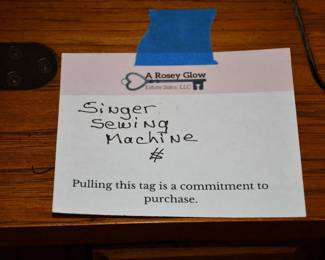 A Rosey Glow
Estate Sales, LLC
Singer
Sewing
Machine
$
Pulling this tag is a commitment to
purchase.